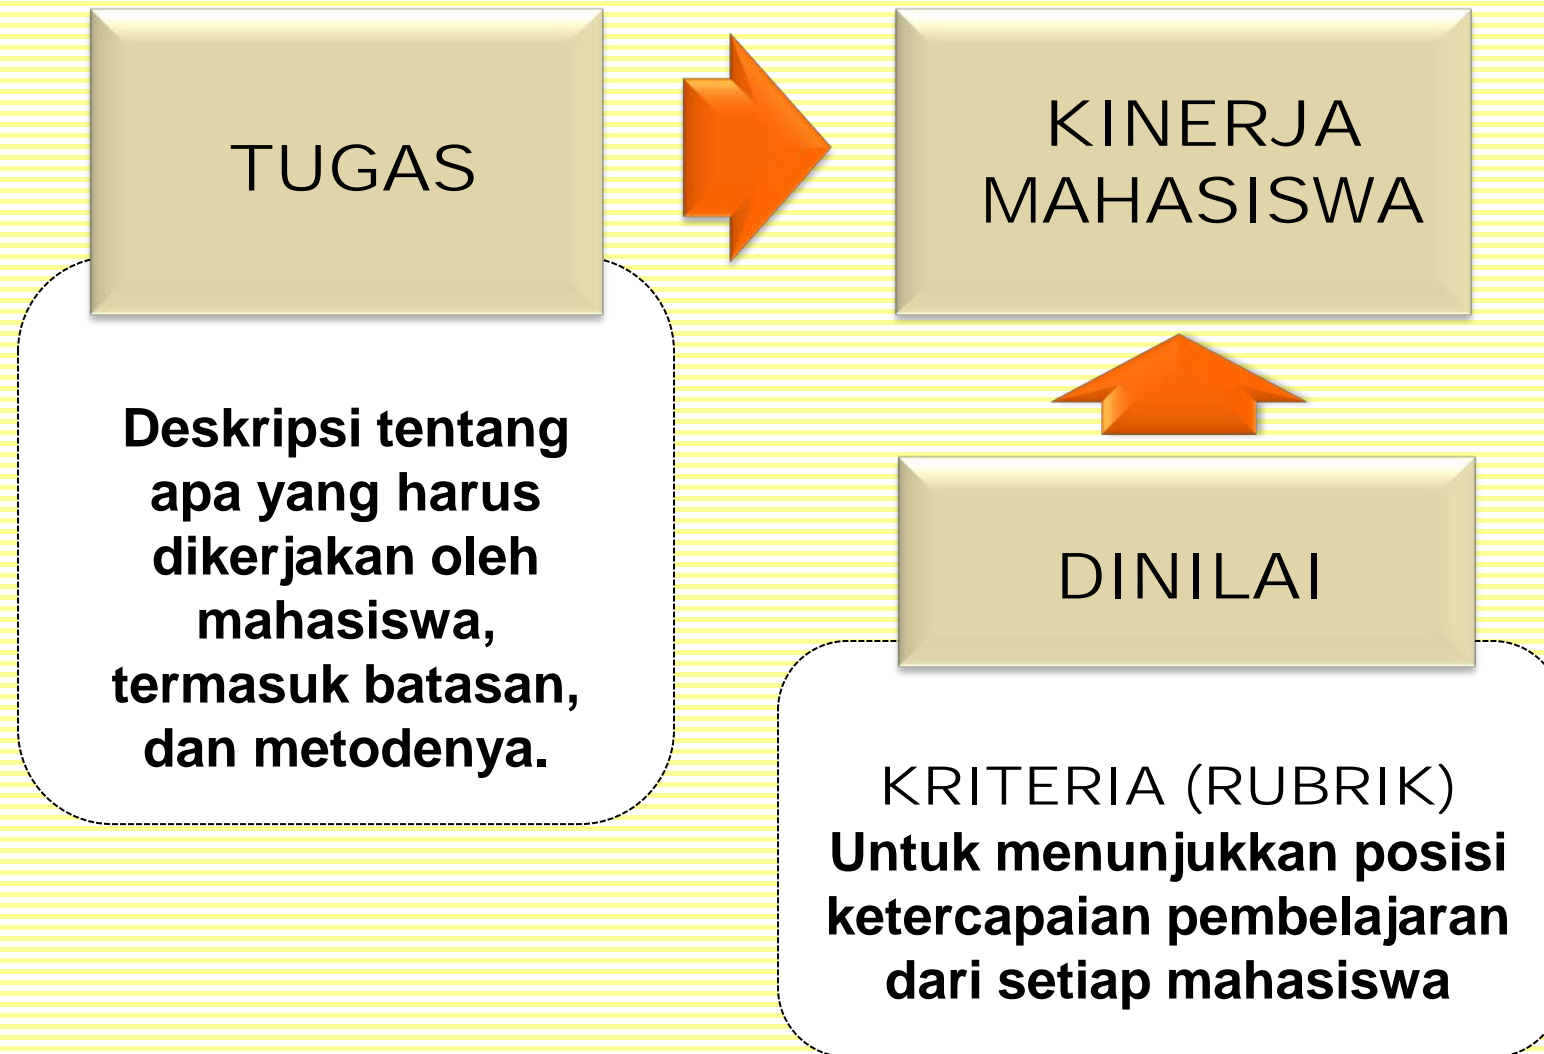 TUGAS
Deskripsi tentang
apa yang harus
dikerjakan oleh
mahasiswa,
termasuk batasan,
dan metodenya.
KINERJA
MAHASISWA
DINILAI
KRITERIA (RUBRIK)
Untuk menunjukkan posisi
ketercapaian pembelajaran
dari setiap mahasiswa